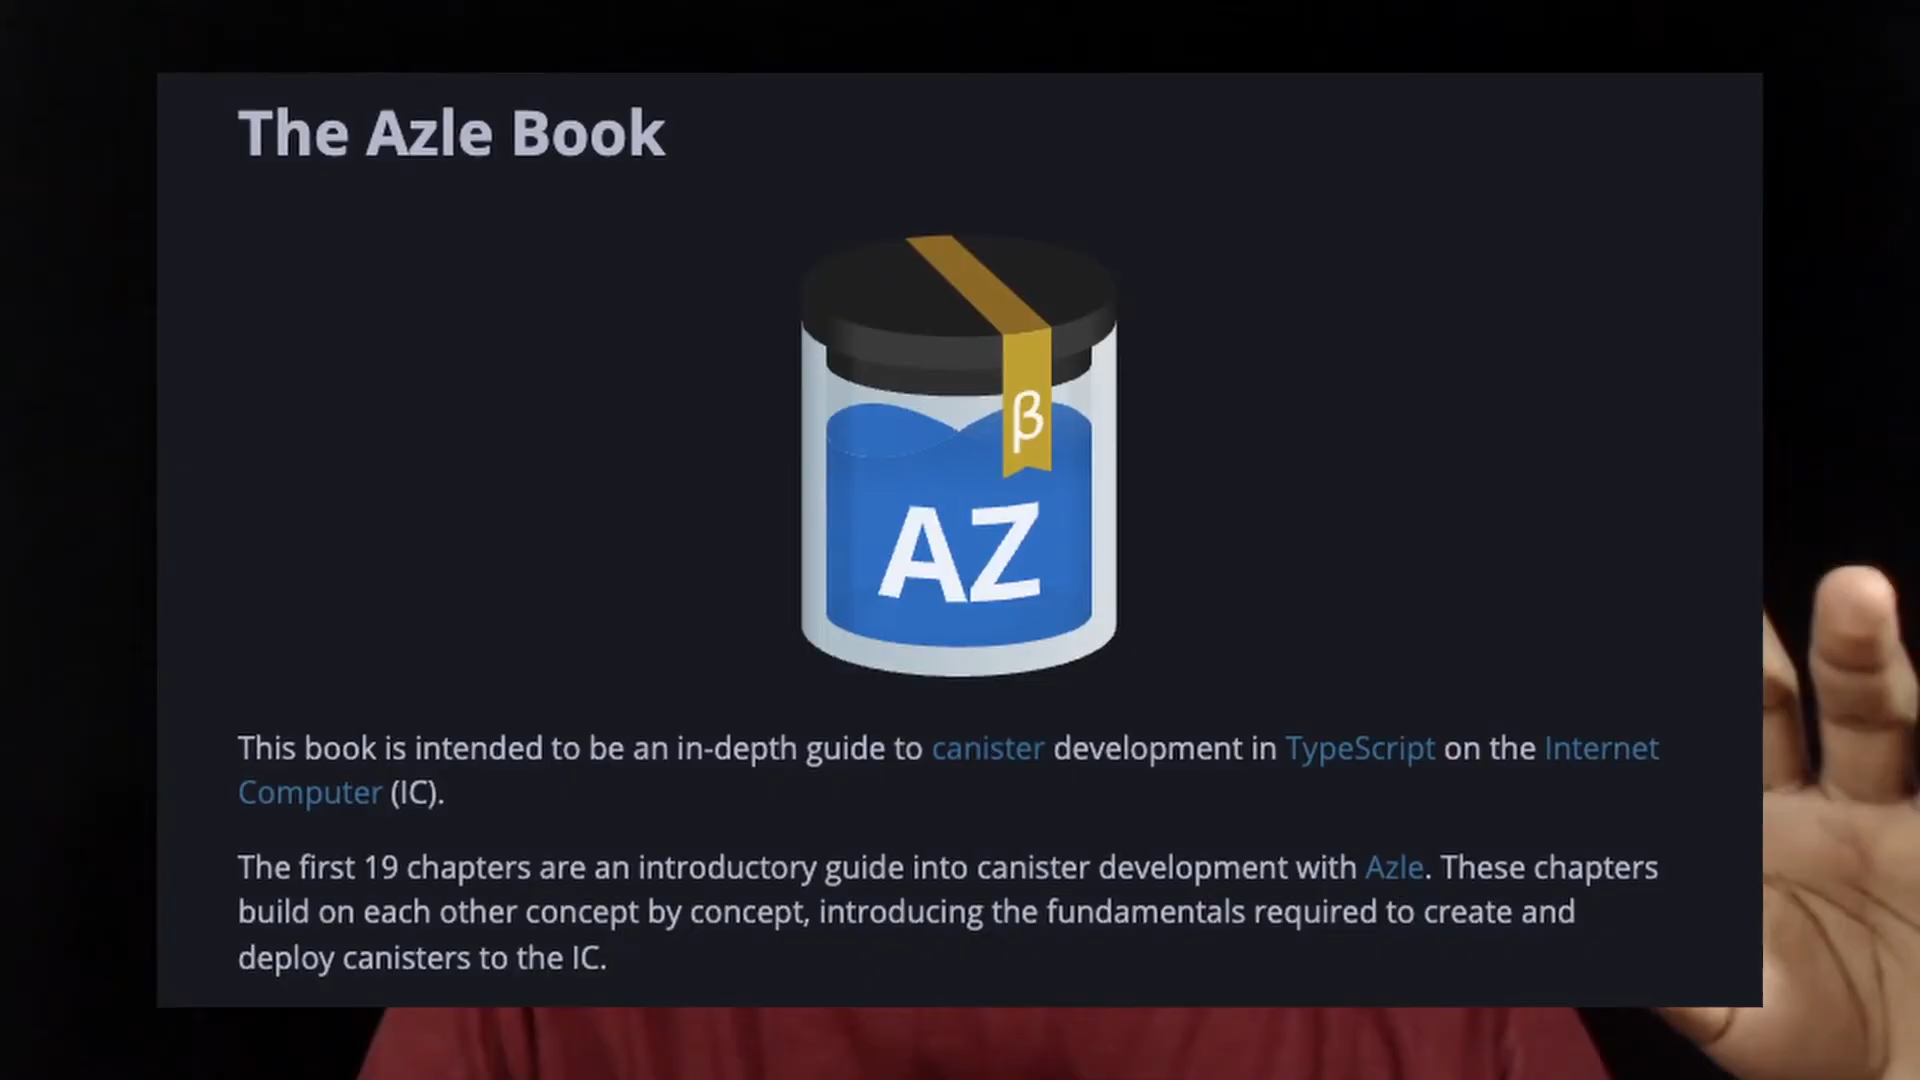 The Azle Book
β
AZ
This book is intended to be an in-depth guide to canister development in TypeScript on the Internet
Computer (IC).
The first 19 chapters are an introductory guide into canister development with Azle. These chapters
build on each other concept by concept, introducing the fundamentals required to create and
deploy canisters to the IC.